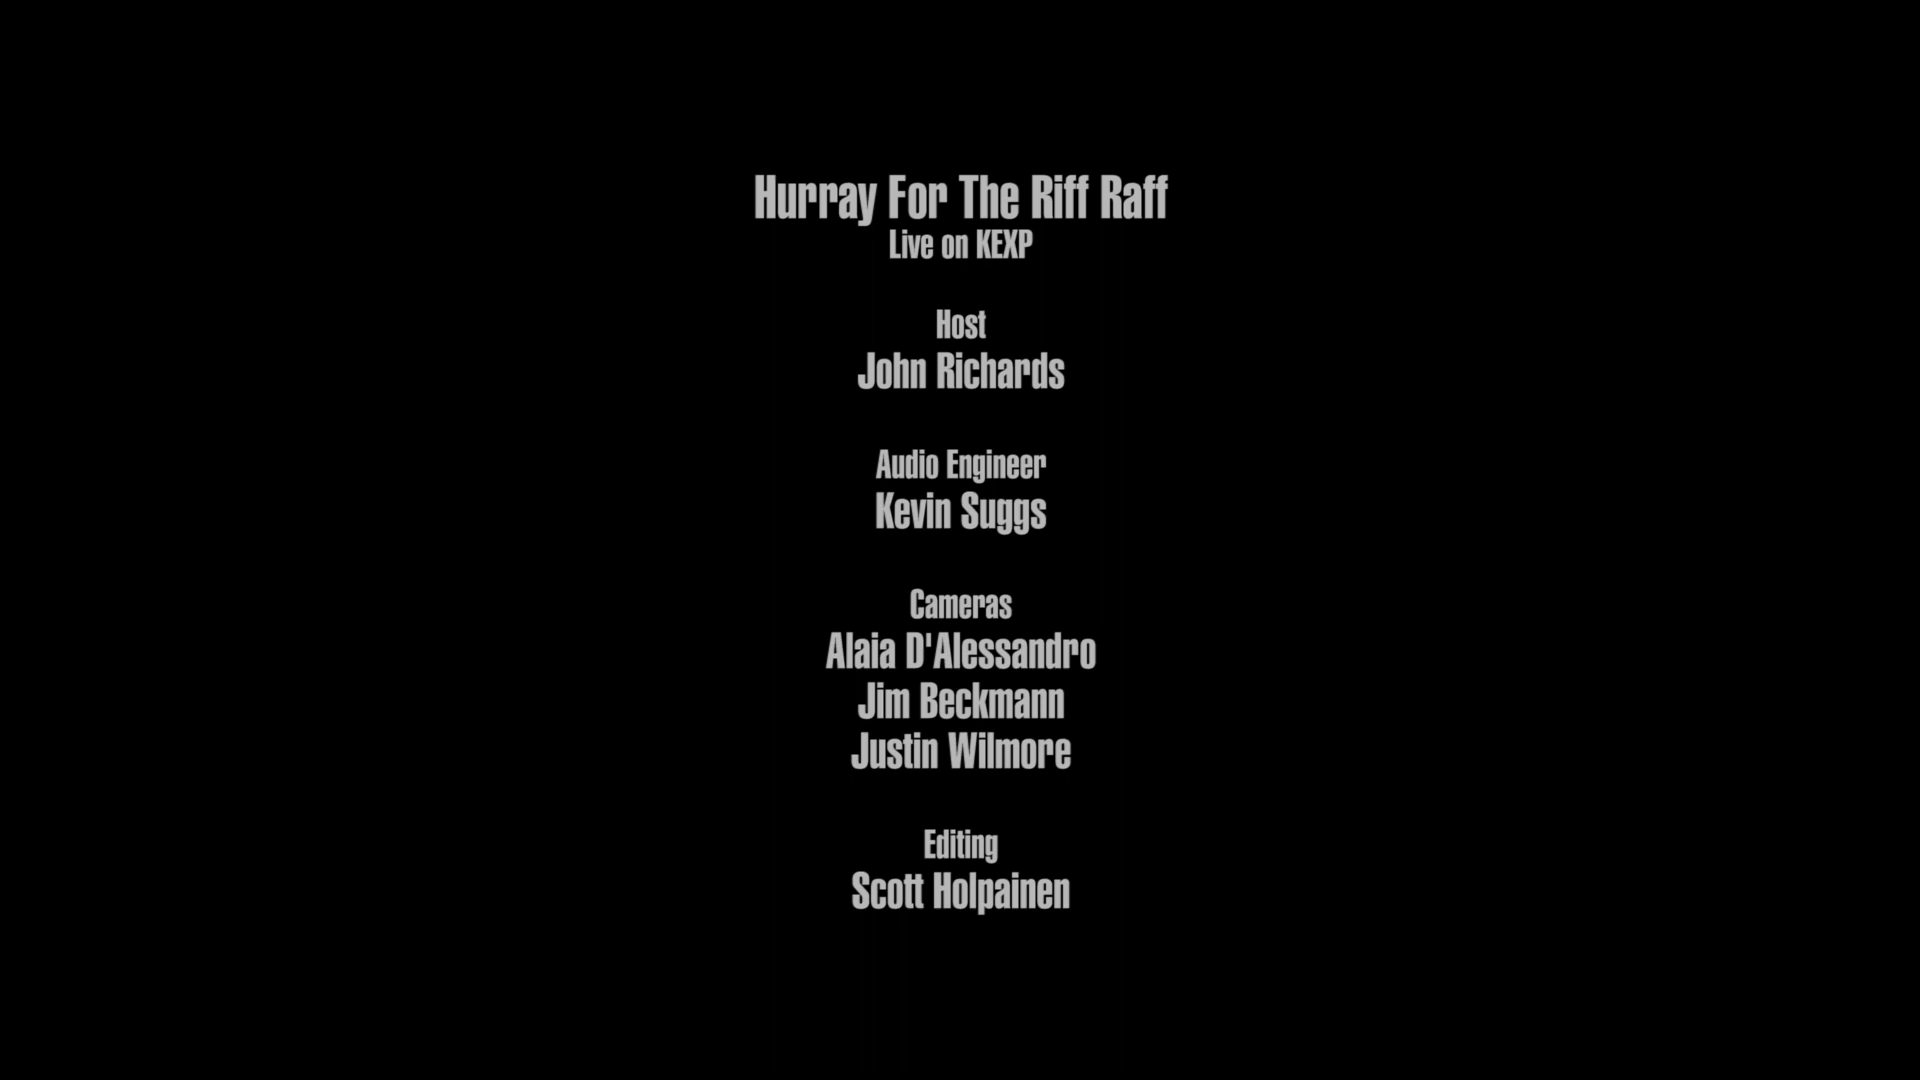 Hurray For The Riff Raff
Live on KEXP
Host
John Richards
Audio Engineer
Kevin Suggs
Cameras
Alaia D'Alessandro
Jim Beckmann
Justin Wilmore
Editing
Scott Holpainen